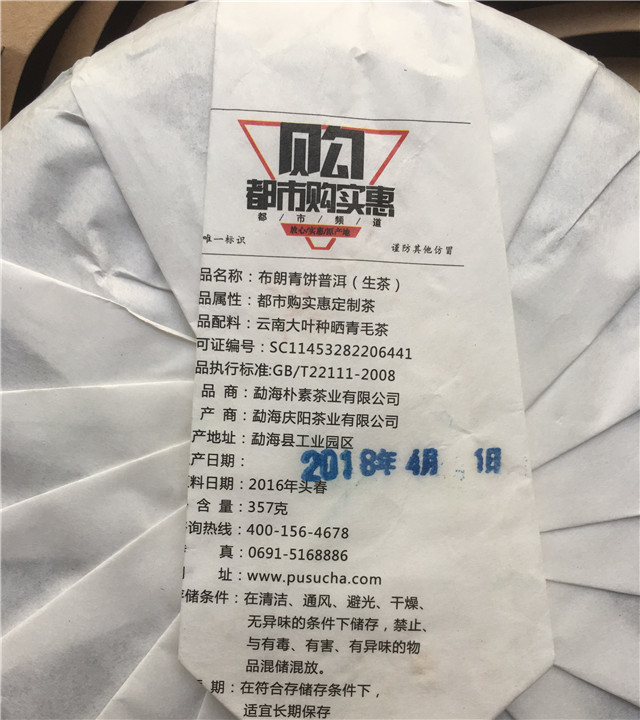 购
都市购实惠
都/市/频/道
放心/实惠/原产地
唯一标识 谨防其他仿冒
品名称：布朗青饼普洱（生茶）
品属性：都市购实惠定制茶
品配料：云南大叶种晒青毛茶
可证编号：SC11453282206441
品执行标准:GB/T22111-2008
品 商：勐海朴素茶业有限公司
产 商：勐海庆阳茶业有限公司
产地址：勐海县工业园区
产日期：2018年 4月 1日
料日期：2016年头春
含 量：357克
询热线：400-156-4678
真：0691-5168886
址：www.pusucha.com
储条件：在清洁、通风、避光、干燥、
无异味的条件下储存，禁止、
与有毒、有害、有异味的物
品混储混放。
期：在符合存储存条件下，
适宜长期保存